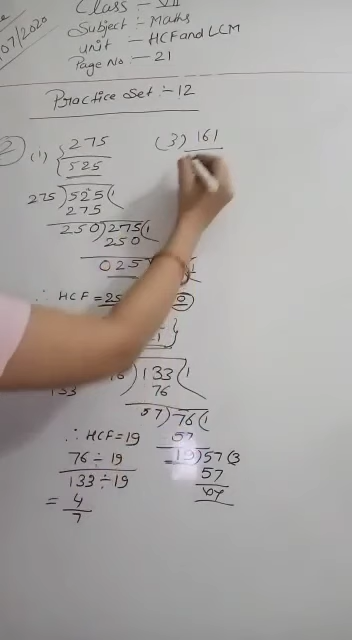 07/2020
Class :- VII
Subject :- Maths
Unit :- HCF and LCM
Page No :- 21
Practice Set :- 12
2
(1) 275
525
275)525(1
275
250)275(1
250
025
∴ HCF = 25
(3) 161
133
76)133(1
76
57)76(1
57
19)57(3
57
∴ HCF = 19
76 ÷ 19
133 ÷ 19
= 4
7